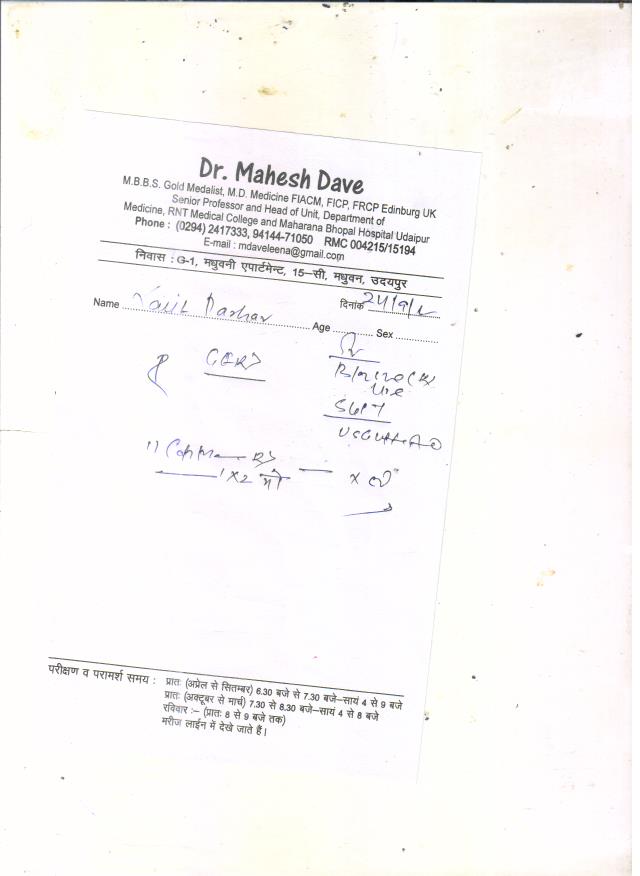 Dr. Mahesh Dave
M.B.B.S. Gold Medalist, M.D. Medicine FIACM, FICP, FRCP Edinburg UK
Senior Professor and Head of Unit, Department of
Medicine, RNT Medical College and Maharana Bhopal Hospital Udaipur
Phone : (0294) 2417333, 94144-71050 RMC 004215/15194
E-mail : mdaveleena@gmail.com
निवास : G-1, मधुवनी एपार्टमेन्ट, 15–सी, मधुवन, उदयपुर
दिनांक
Name Age Sex
SGPT
1)
1x2
परीक्षण व परामर्श समय : प्रातः (अप्रेल से सितम्बर) 6.30 बजे से 7.30 बजे–सायं 4 से 9 बजे
प्रातः (अक्टूबर से मार्च) 7.30 से 8.30 बजे–सायं 4 से 8 बजे
रविवार :– (प्रातः 8 से 9 बजे तक)
मरीज लाईन में देखे जाते हैं।